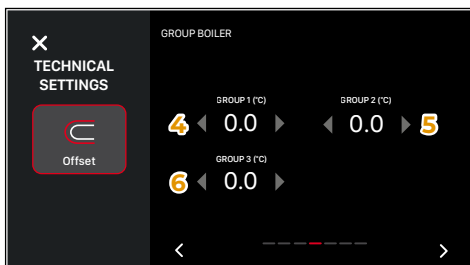 GROUP BOILER
TECHNICAL
SETTINGS
Offset
GROUP 1 (°C)
GROUP 2 (°C)
4 0.0
0.0 5
GROUP 3 (°C)
6 0.0